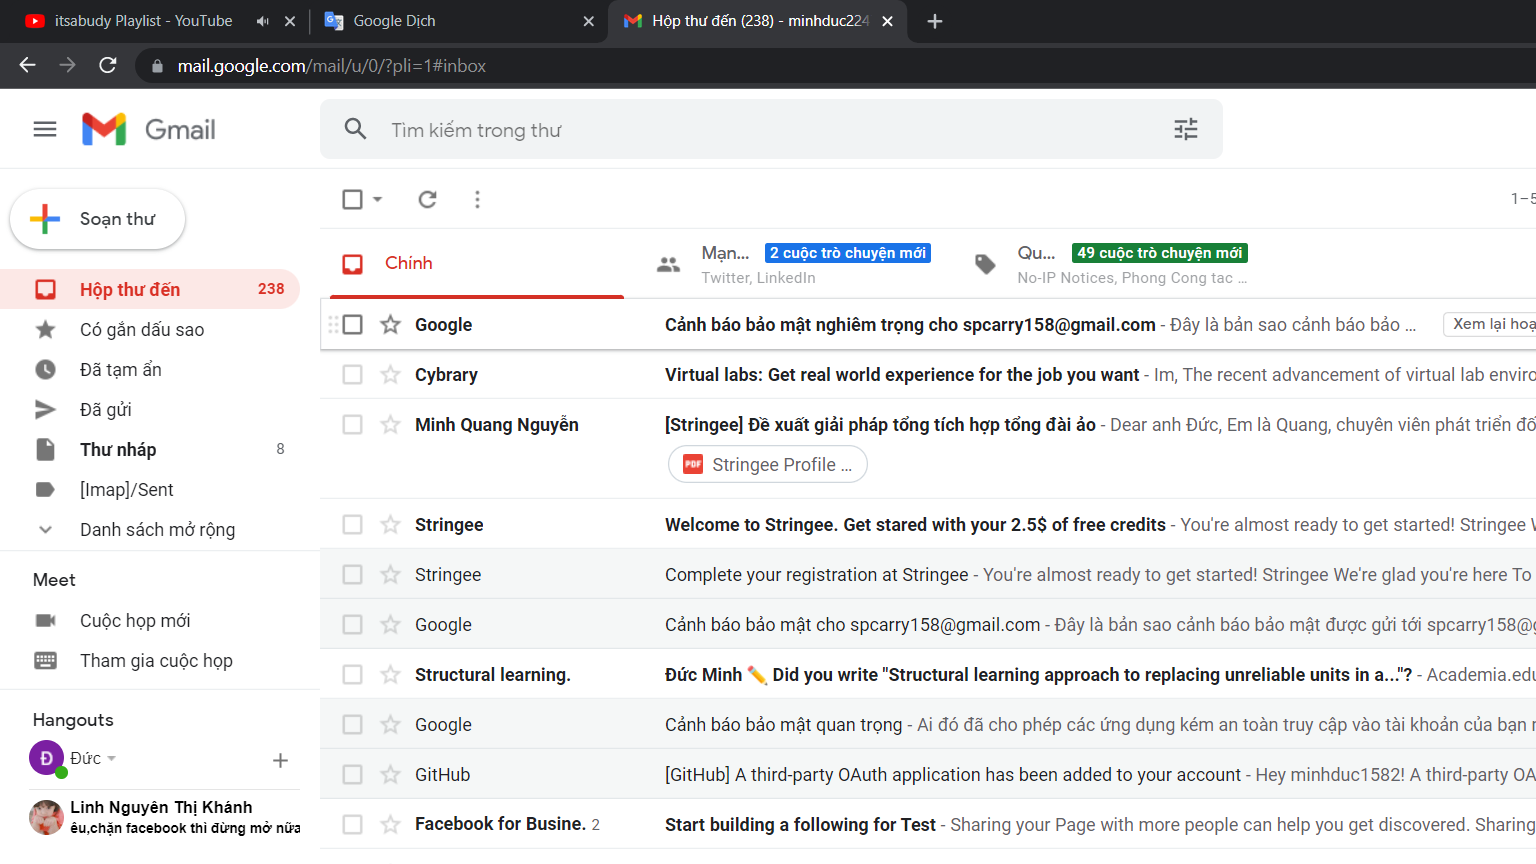 itsabudy Playlist - YouTube
Google Dịch
Hộp thư đến (238) - minhduc224
mail.google.com/mail/u/0/?pli=1#inbox
Gmail
Tìm kiếm trong thư
Soạn thư
1–5
Chính
Mạn... 2 cuộc trò chuyện mới
Twitter, LinkedIn
Qu... 49 cuộc trò chuyện mới
No-IP Notices, Phong Cong tac ...
Hộp thư đến 238
Có gắn dấu sao
Đã tạm ẩn
Đã gửi
Thư nháp 8
[Imap]/Sent
Danh sách mở rộng
Meet
Cuộc họp mới
Tham gia cuộc họp
Hangouts
Đ Đức
Linh Nguyên Thị Khánh
êu,chặn facebook thì đừng mở nữa
Google Cảnh báo bảo mật nghiêm trọng cho spcarry158@gmail.com - Đây là bản sao cảnh báo bảo ... Xem lại hoạ
Cybrary Virtual labs: Get real world experience for the job you want - Im, The recent advancement of virtual lab enviro
Minh Quang Nguyễn [Stringee] Đề xuất giải pháp tổng tích hợp tổng đài ảo - Dear anh Đức, Em là Quang, chuyên viên phát triển đố
PDF Stringee Profile ...
Stringee Welcome to Stringee. Get stared with your 2.5$ of free credits - You're almost ready to get started! Stringee W
Stringee Complete your registration at Stringee - You're almost ready to get started! Stringee We're glad you're here To
Google Cảnh báo bảo mật cho spcarry158@gmail.com - Đây là bản sao cảnh báo bảo mật được gửi tới spcarry158@g
Structural learning. Đức Minh ✏️ Did you write "Structural learning approach to replacing unreliable units in a..."? - Academia.edu
Google Cảnh báo bảo mật quan trọng - Ai đó đã cho phép các ứng dụng kém an toàn truy cập vào tài khoản của bạn
GitHub [GitHub] A third-party OAuth application has been added to your account - Hey minhduc1582! A third-party OA
Facebook for Busine. 2 Start building a following for Test - Sharing your Page with more people can help you get discovered. Sharing